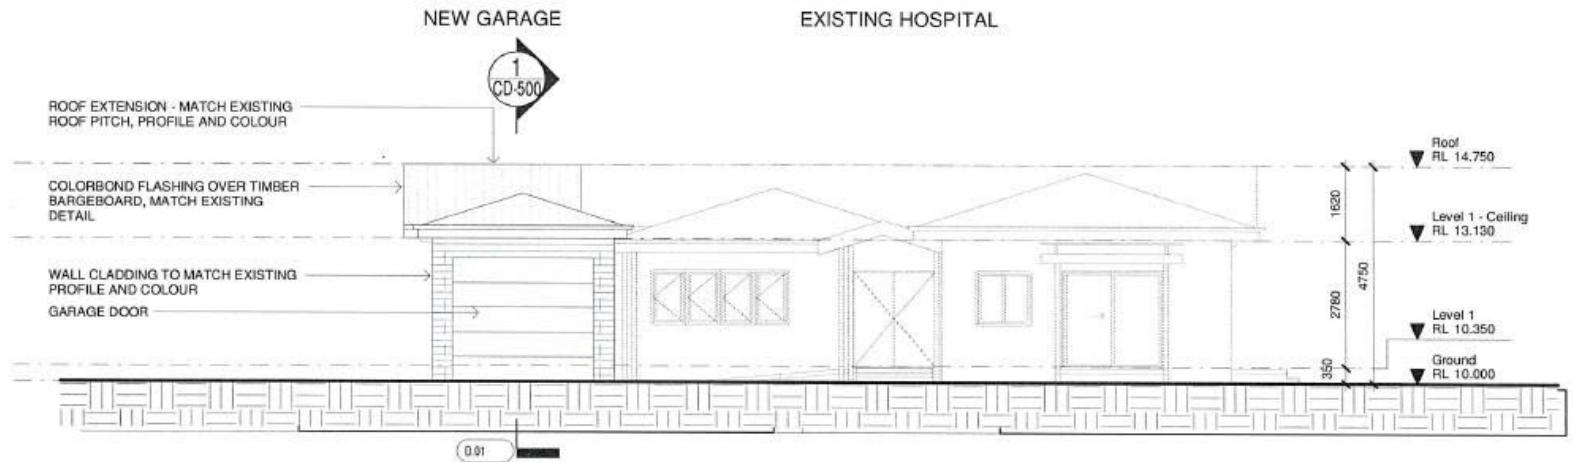 NEW GARAGE
EXISTING HOSPITAL
1
CD-500
ROOF EXTENSION - MATCH EXISTING
ROOF PITCH, PROFILE AND COLOUR
COLORBOND FLASHING OVER TIMBER
BARGEBOARD, MATCH EXISTING
DETAIL
WALL CLADDING TO MATCH EXISTING
PROFILE AND COLOUR
GARAGE DOOR
Roof
RL 14.750
1620
Level 1 - Ceiling
RL 13.130
4750
2780
Level 1
RL 10.350
350
Ground
RL 10.000
D.01